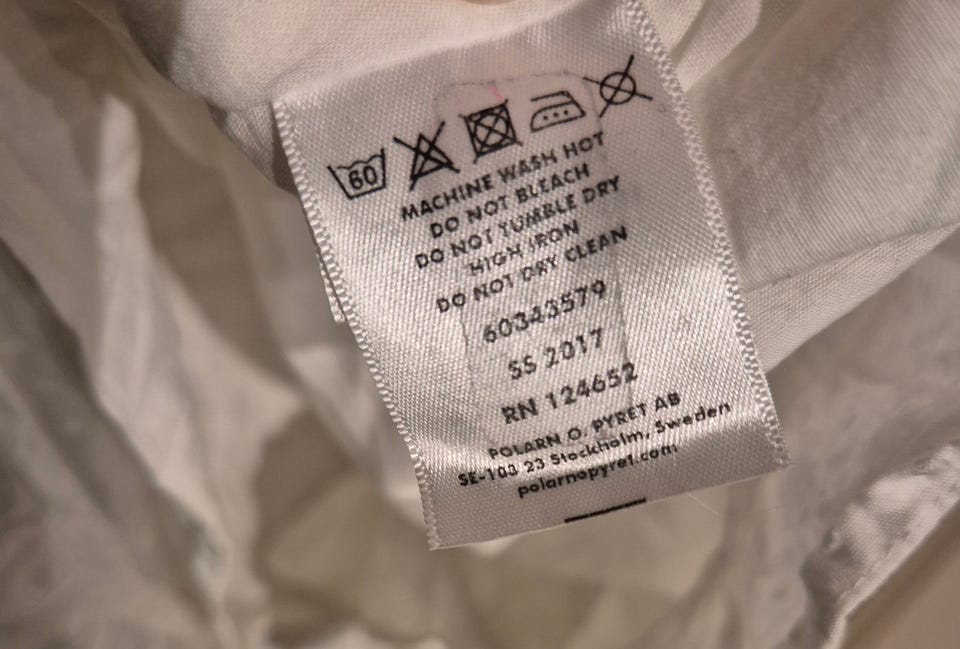 60
MACHINE WASH HOT
DO NOT BLEACH
DO NOT TUMBLE DRY
HIGH IRON
DO NOT DRY CLEAN
60343579
SS 2017
RN 124652
POLARN O. PYRET AB
SE-103 23 Stockholm, Sweden
polarnopyret.com